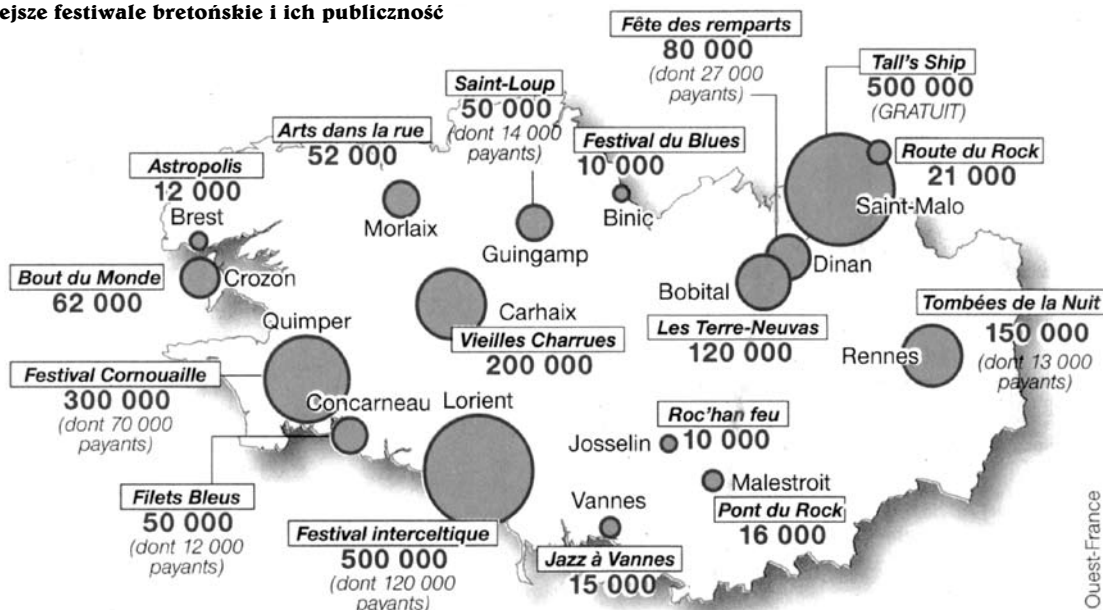 ejsze festiwale bretońskie i ich publiczność
Fête des remparts
80 000
(dont 27 000
payants)
Tall's Ship
500 000
(GRATUIT)
Saint-Loup
50 000
(dont 14 000
payants)
Arts dans la rue
52 000
Festival du Blues
10 000
Route du Rock
21 000
Astropolis
12 000
Brest
Morlaix
Guingamp
Binic
Saint-Malo
Dinan
Bout du Monde
62 000
Crozon
Carhaix
Vieilles Charrues
200 000
Bobital
Les Terre-Neuvas
120 000
Tombées de la Nuit
150 000
(dont 13 000
payants)
Rennes
Quimper
Festival Cornouaille
300 000
(dont 70 000
payants)
Concarneau
Lorient
Roc'han feu
10 000
Josselin
Malestroit
Pont du Rock
16 000
Filets Bleus
50 000
(dont 12 000
payants)
Festival interceltique
500 000
(dont 120 000
payants)
Vannes
Jazz à Vannes
15 000
Ouest-France